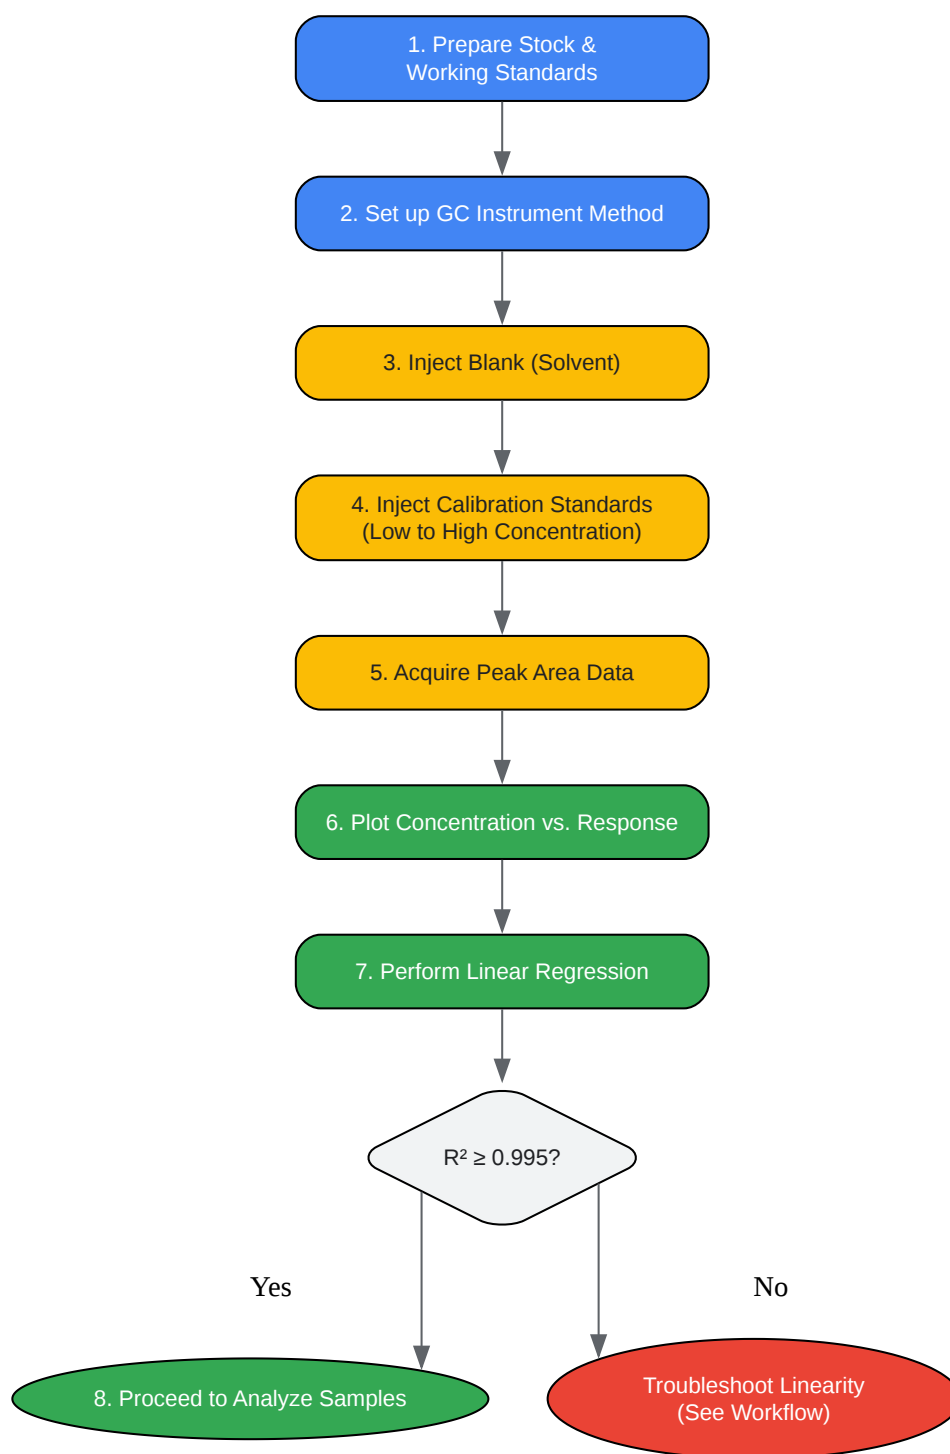 1. Prepare Stock &
Working Standards
2. Set up GC Instrument Method
3. Inject Blank (Solvent)
4. Inject Calibration Standards
(Low to High Concentration)
5. Acquire Peak Area Data
6. Plot Concentration vs. Response
7. Perform Linear Regression
R² ≥ 0.995?
Yes
No
8. Proceed to Analyze Samples
Troubleshoot Linearity
(See Workflow)